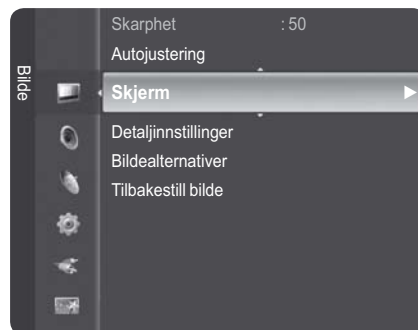 Bilde
Skarphet : 50
Autojustering
Skjerm
Detaljinnstillinger
Bildealternativer
Tilbakestill bilde